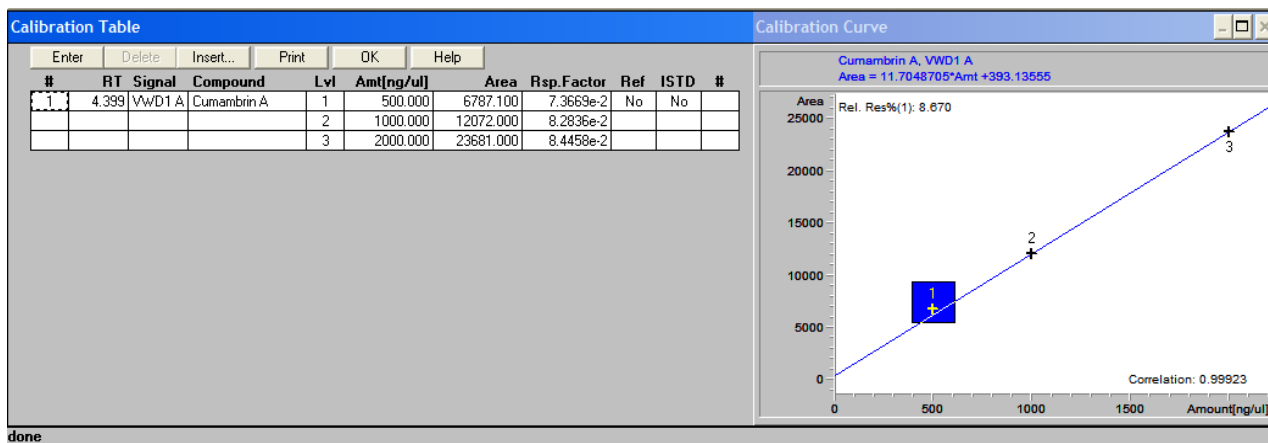 Calibration Table
Enter Delete Insert... Print OK Help
# RT Signal Compound Lvl Amt[ng/ul] Area Rsp.Factor Ref ISTD #
1 4.399 VWD1 A Cumambrin A 1 500.000 6787.100 7.3669e-2 No No
2 1000.000 12072.000 8.2836e-2
3 2000.000 23681.000 8.4458e-2
done
Calibration Curve
Cumambrin A, VWD1 A
Area = 11.7048705*Amt +393.13555
Area
Rel. Res%(1): 8.670
25000
20000
15000
10000
5000
0
1
2
3
Correlation: 0.99923
0 500 1000 1500 Amount[ng/ul]